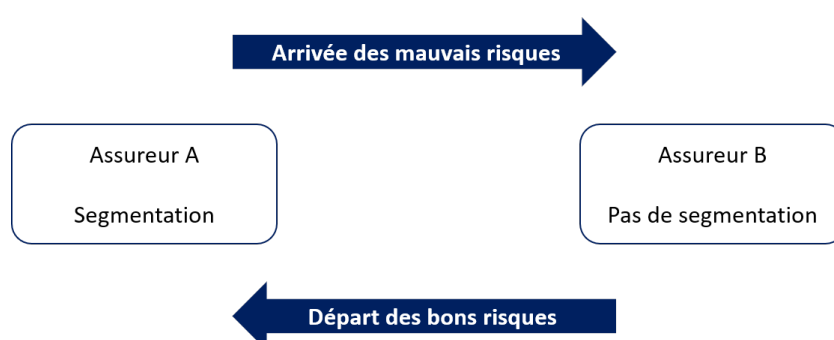 Arrivée des mauvais risques
Assureur A
Segmentation
Assureur B
Pas de segmentation
Départ des bons risques